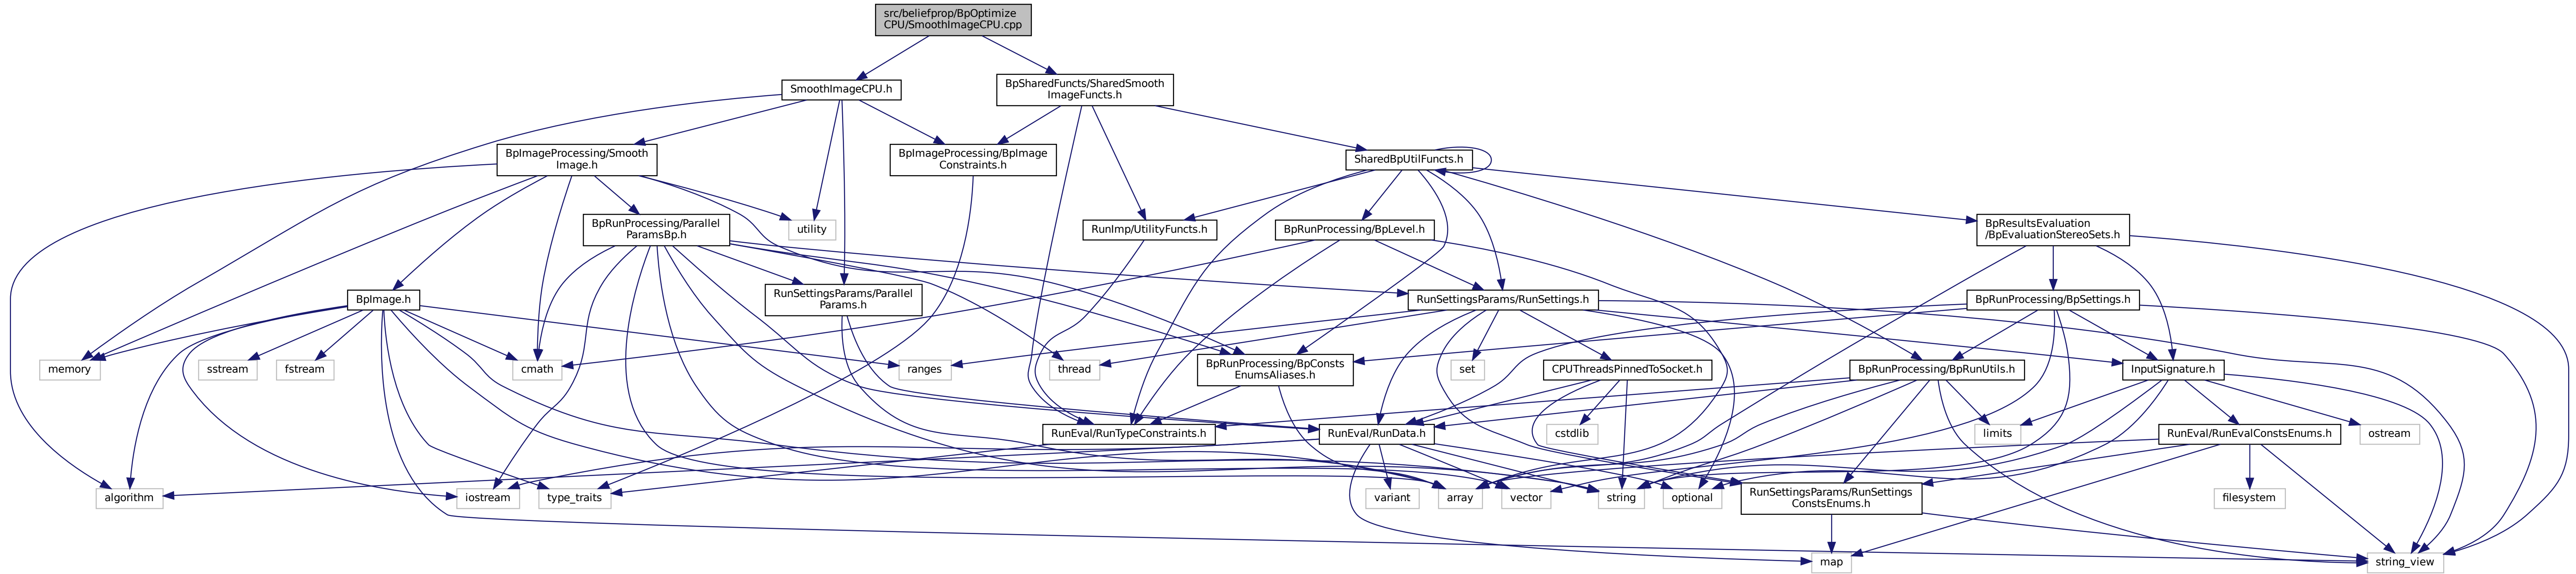 src/beliefprop/BpOptimize
CPU/SmoothImageCPU.cpp
SmoothImageCPU.h
BpSharedFuncts/SharedSmooth
ImageFuncts.h
BpImageProcessing/Smooth
Image.h
BpImageProcessing/BpImage
Constraints.h
SharedBpUtilFuncts.h
BpRunProcessing/Parallel
ParamsBp.h
utility
RunImp/UtilityFuncts.h
BpRunProcessing/BpLevel.h
BpResultsEvaluation
/BpEvaluationStereoSets.h
BpImage.h
RunSettingsParams/Parallel
Params.h
RunSettingsParams/RunSettings.h
BpRunProcessing/BpSettings.h
memory
sstream
fstream
cmath
ranges
thread
BpRunProcessing/BpConsts
EnumsAliases.h
set
CPUThreadsPinnedToSocket.h
BpRunProcessing/BpRunUtils.h
InputSignature.h
RunEval/RunTypeConstraints.h
RunEval/RunData.h
cstdlib
limits
RunEval/RunEvalConstsEnums.h
ostream
algorithm
iostream
type_traits
variant
array
vector
string
optional
RunSettingsParams/RunSettings
ConstsEnums.h
filesystem
map
string_view